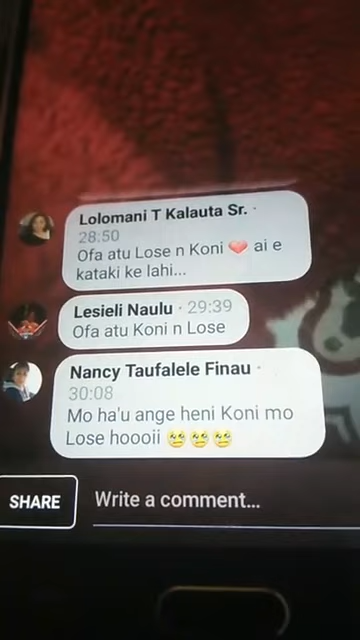 Lolomani T Kalauta Sr. ·
28:50
Ofa atu Lose n Koni ❤️ ai e
kataki ke lahi...
Lesieli Naulu · 29:39
Ofa atu Koni n Lose
Nancy Taufalele Finau ·
30:08
Mo ha'u ange heni Koni mo
Lose hoooii 😢😢😢
SHARE
Write a comment...